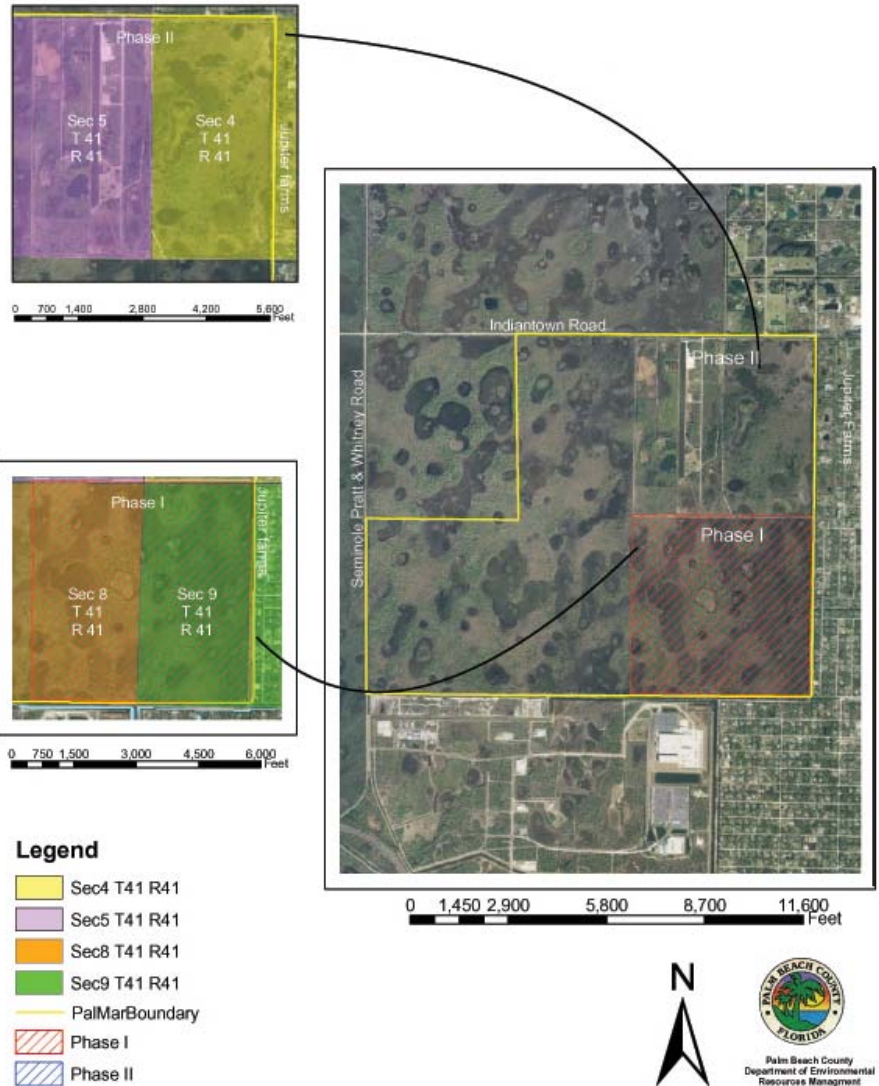 Phase II
Sec 5
T 41
R 41
Sec 4
T 41
R 41
Jupiter farms
0 700 1,400 2,800 4,200 5,600
Feet
Indiantown Road
Phase II
Seminole Pratt & Whitney Road
Jupiter Farms
Phase I
Phase I
Jupiter farms
Sec 8
T 41
R 41
Sec 9
T 41
R 41
0 750 1,500 3,000 4,500 6,000
Feet
0 1,450 2,900 5,800 8,700 11,600
Feet
Legend
Sec4 T41 R41
Sec5 T41 R41
Sec8 T41 R41
Sec9 T41 R41
PalMarBoundary
Phase I
Phase II
N
PALM BEACH COUNTY
FLORIDA
Palm Beach County
Department of Environmental
Resources Managment